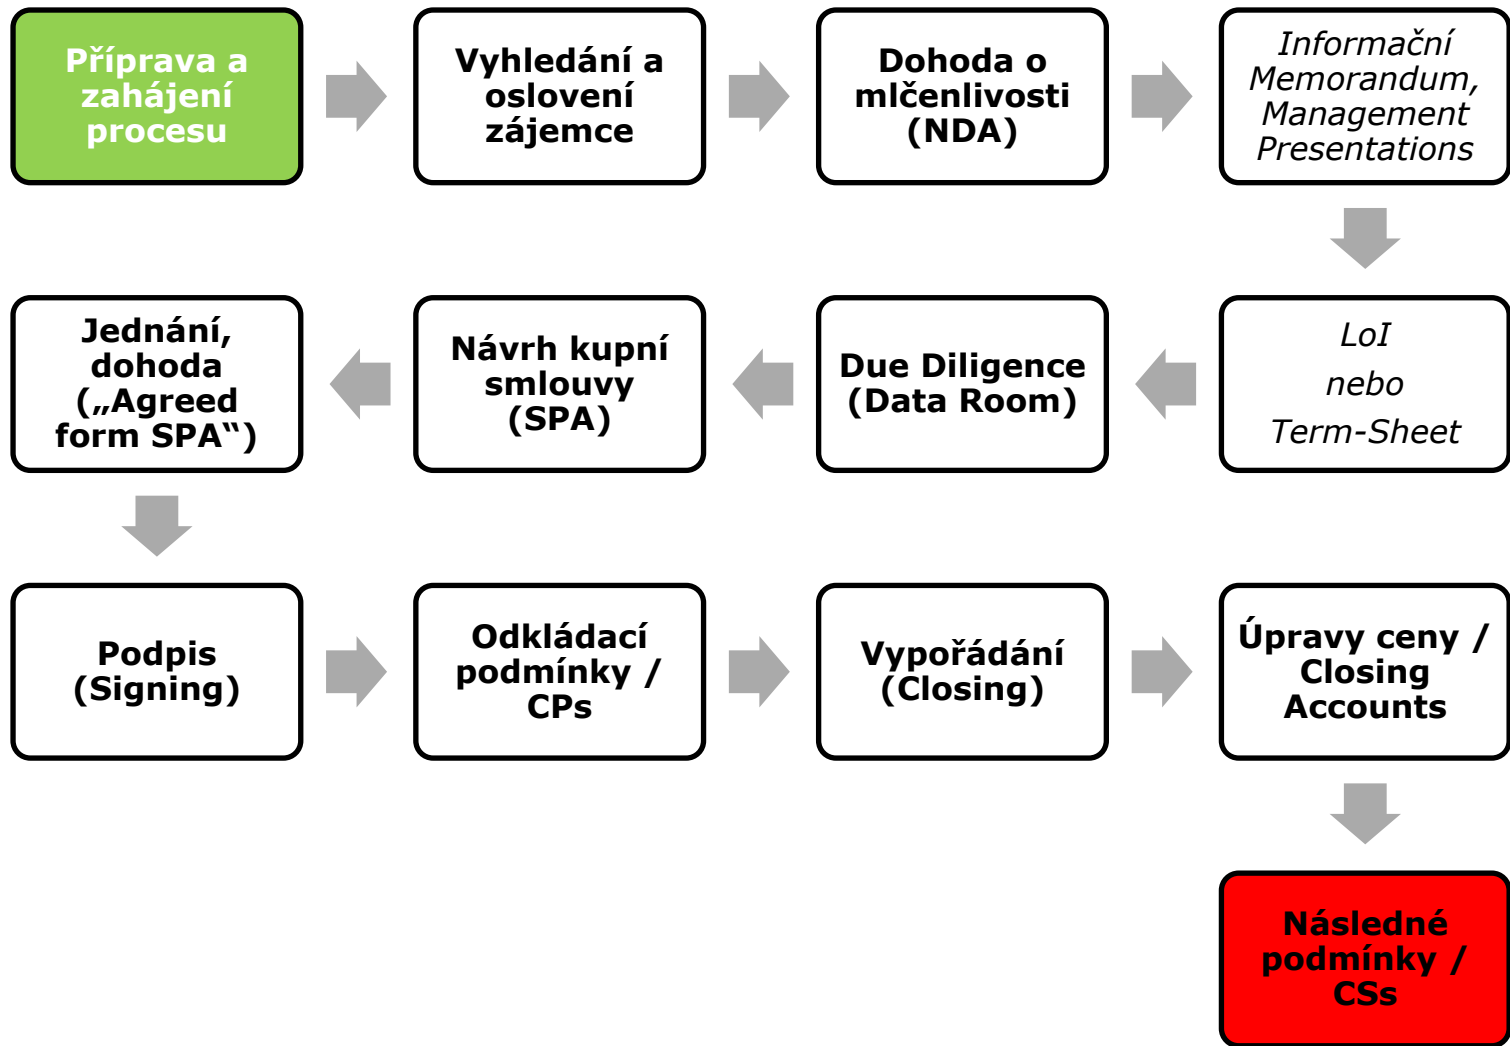 Příprava a
zahájení
procesu
Vyhledání a
oslovení
zájemce
Dohoda o
mlčenlivosti
(NDA)
Informační
Memorandum,
Management
Presentations
LoI
nebo
Term-Sheet
Due Diligence
(Data Room)
Návrh kupní
smlouvy
(SPA)
Jednání,
dohoda
(„Agreed
form SPA“)
Podpis
(Signing)
Odkládací
podmínky /
CPs
Vypořádání
(Closing)
Úpravy ceny /
Closing
Accounts
Následné
podmínky /
CSs